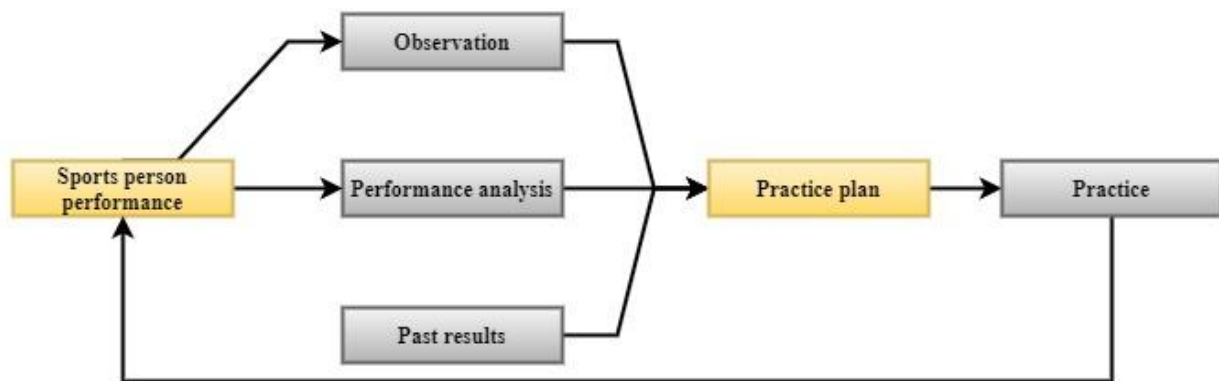 Observation
Sports person
performance
Performance analysis
Practice plan
Practice
Past results